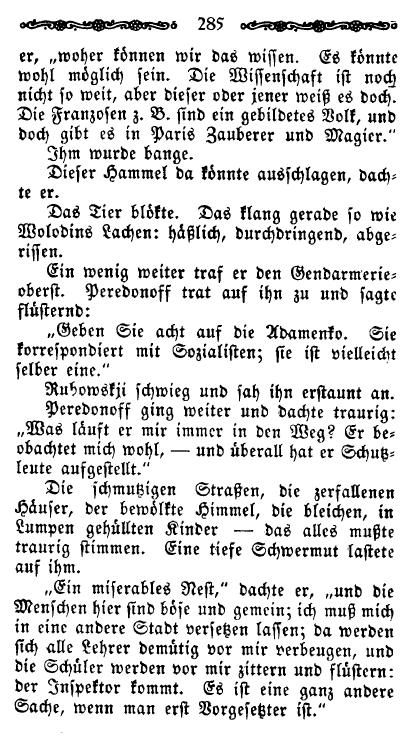 285
er, „woher können wir das wissen. Es könnte
wohl möglich sein. Die Wissenschaft ist noch
nicht so weit, aber dieser oder jener weiß es doch.
Die Franzosen z. B. sind ein gebildetes Volk, und
doch gibt es in Paris Zauberer und Magier.“
Ihm wurde bange.
Dieser Hammel da könnte ausschlagen, dach-
te er.
Das Tier blökte. Das klang gerade so wie
Wolodins Lachen: häßlich, durchdringend, abge-
rissen.
Ein wenig weiter traf er den Gendarmerie-
oberst. Peredonoff trat auf ihn zu und sagte
flüsternd:
„Geben Sie acht auf die Adamenko. Sie
korrespondiert mit Sozialisten; sie ist vielleicht
selber eine.“
Rubowskji schwieg und sah ihn erstaunt an.
Peredonoff ging weiter und dachte traurig:
„Was läuft er mir immer in den Weg? Er be-
obachtet mich wohl, — und überall hat er Schutz-
leute aufgestellt.“
Die schmutzigen Straßen, die zerfallenen
Häuser, der bewölkte Himmel, die bleichen, in
Lumpen gehüllten Kinder — das alles mußte
traurig stimmen. Eine tiefe Schwermut lastete
auf ihm.
„Ein miserables Nest,“ dachte er, „und die
Menschen hier sind böse und gemein; ich muß mich
in eine andere Stadt versetzen lassen; da werden
sich alle Lehrer demütig vor mir verbeugen, und
die Schüler werden vor mir zittern und flüstern:
der Inspektor kommt. Es ist eine ganz andere
Sache, wenn man erst Vorgesetzter ist.“